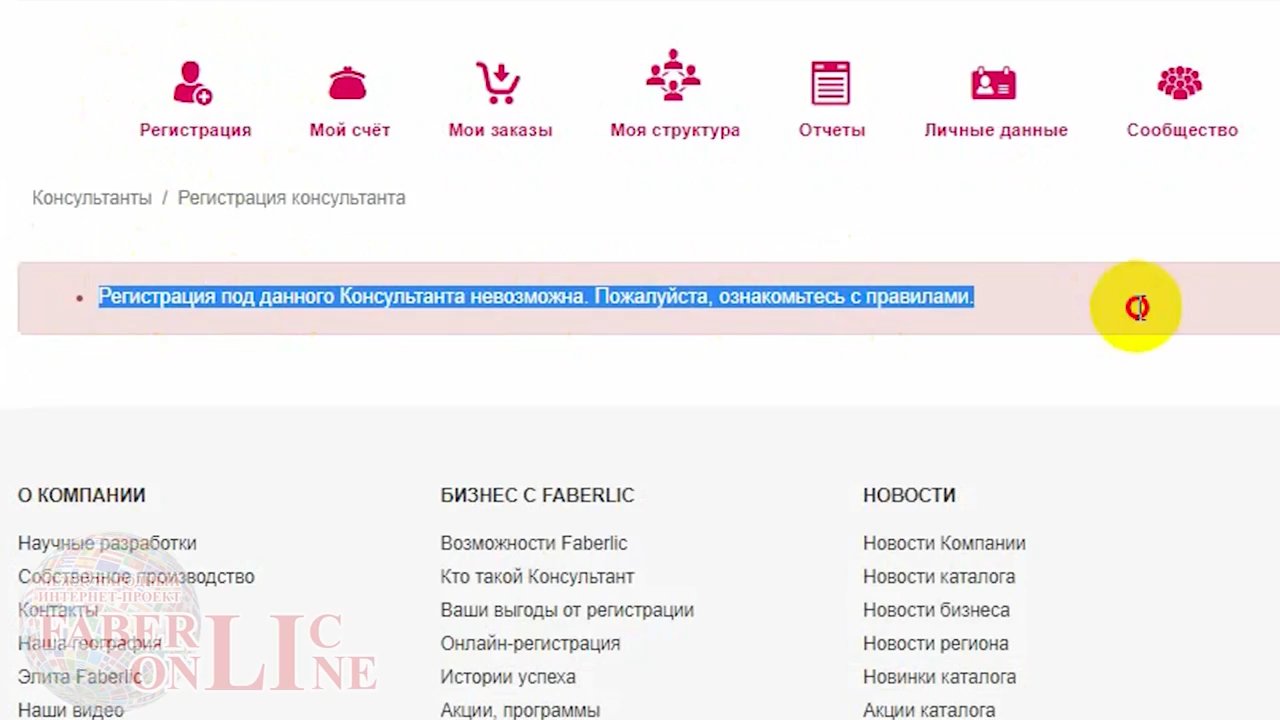 Регистрация Мой счёт Мои заказы Моя структура Отчеты Личные данные Сообщество
Консультанты / Регистрация консультанта
Регистрация под данного Консультанта невозможна. Пожалуйста, ознакомьтесь с правилами.
О КОМПАНИИ БИЗНЕС С FABERLIC НОВОСТИ
Научные разработки Возможности Faberlic Новости Компании
Собственное производство Кто такой Консультант Новости каталога
Контакты Ваши выгоды от регистрации Новости бизнеса
Наша география Онлайн-регистрация Новости региона
Элита Faberlic Истории успеха Новинки каталога
Наши видео Акции, программы Акции каталога
ИНТЕРНЕТ-ПРОЕКТ
FABERLIC
ONLINE